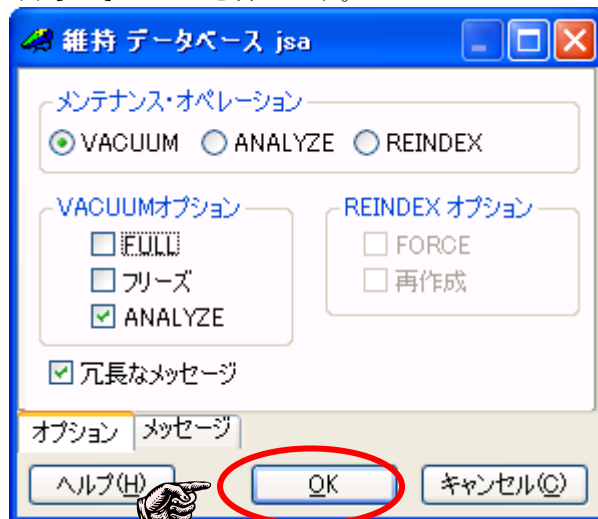 維持 データベース jsa
メンテナンス・オペレーション
VACUUM ANALYZE REINDEX
VACUUMオプション REINDEX オプション
FULL FORCE
フリーズ 再作成
ANALYZE
冗長なメッセージ
オプション メッセージ
ヘルプ(H) OK キャンセル(C)